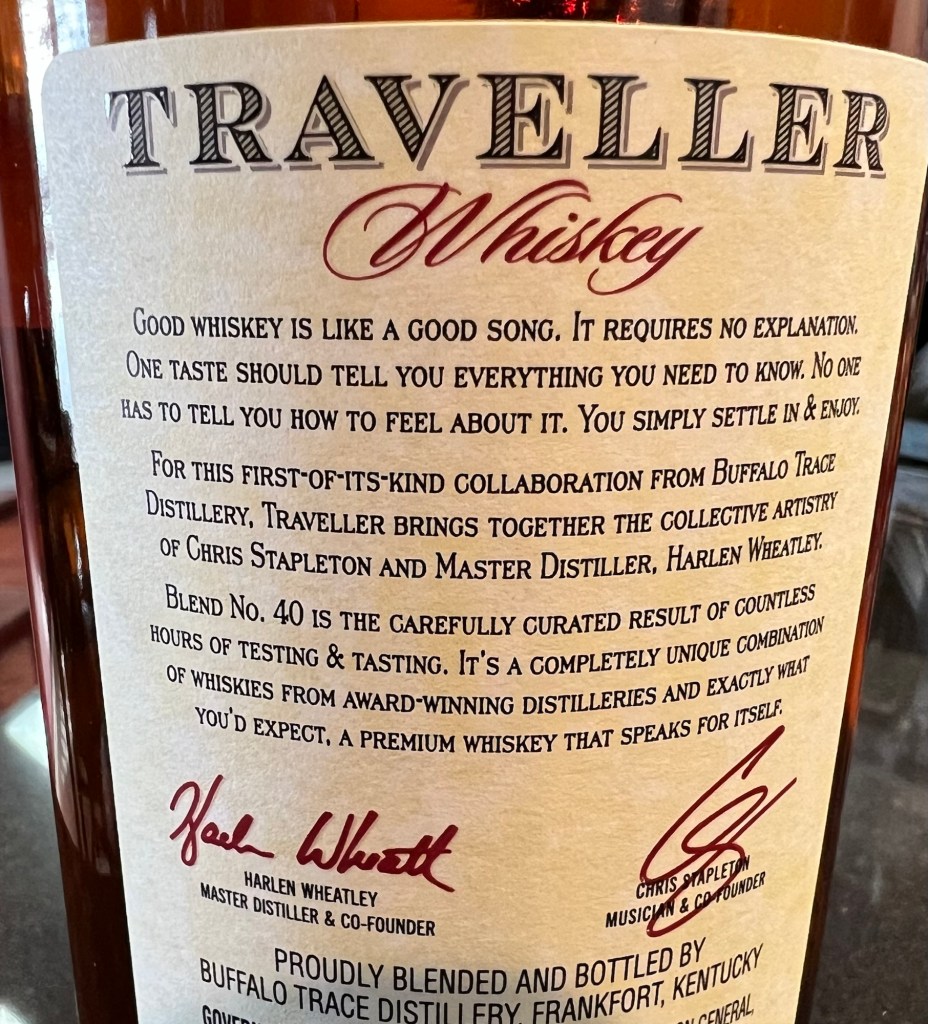 TRAVELLER
Whiskey
GOOD WHISKEY IS LIKE A GOOD SONG. IT REQUIRES NO EXPLANATION.
ONE TASTE SHOULD TELL YOU EVERYTHING YOU NEED TO KNOW. NO ONE
HAS TO TELL YOU HOW TO FEEL ABOUT IT. YOU SIMPLY SETTLE IN & ENJOY.
FOR THIS FIRST-OF-ITS-KIND COLLABORATION FROM BUFFALO TRACE
DISTILLERY, TRAVELLER BRINGS TOGETHER THE COLLECTIVE ARTISTRY
OF CHRIS STAPLETON AND MASTER DISTILLER, HARLEN WHEATLEY.
BLEND NO. 40 IS THE CAREFULLY CURATED RESULT OF COUNTLESS
HOURS OF TESTING & TASTING. IT'S A COMPLETELY UNIQUE COMBINATION
OF WHISKIES FROM AWARD-WINNING DISTILLERIES AND EXACTLY WHAT
YOU'D EXPECT, A PREMIUM WHISKEY THAT SPEAKS FOR ITSELF.
HARLEN WHEATLEY
MASTER DISTILLER & CO-FOUNDER
CHRIS STAPLETON
MUSICIAN & CO-FOUNDER
PROUDLY BLENDED AND BOTTLED BY
BUFFALO TRACE DISTILLERY, FRANKFORT, KENTUCKY
GENERAL,